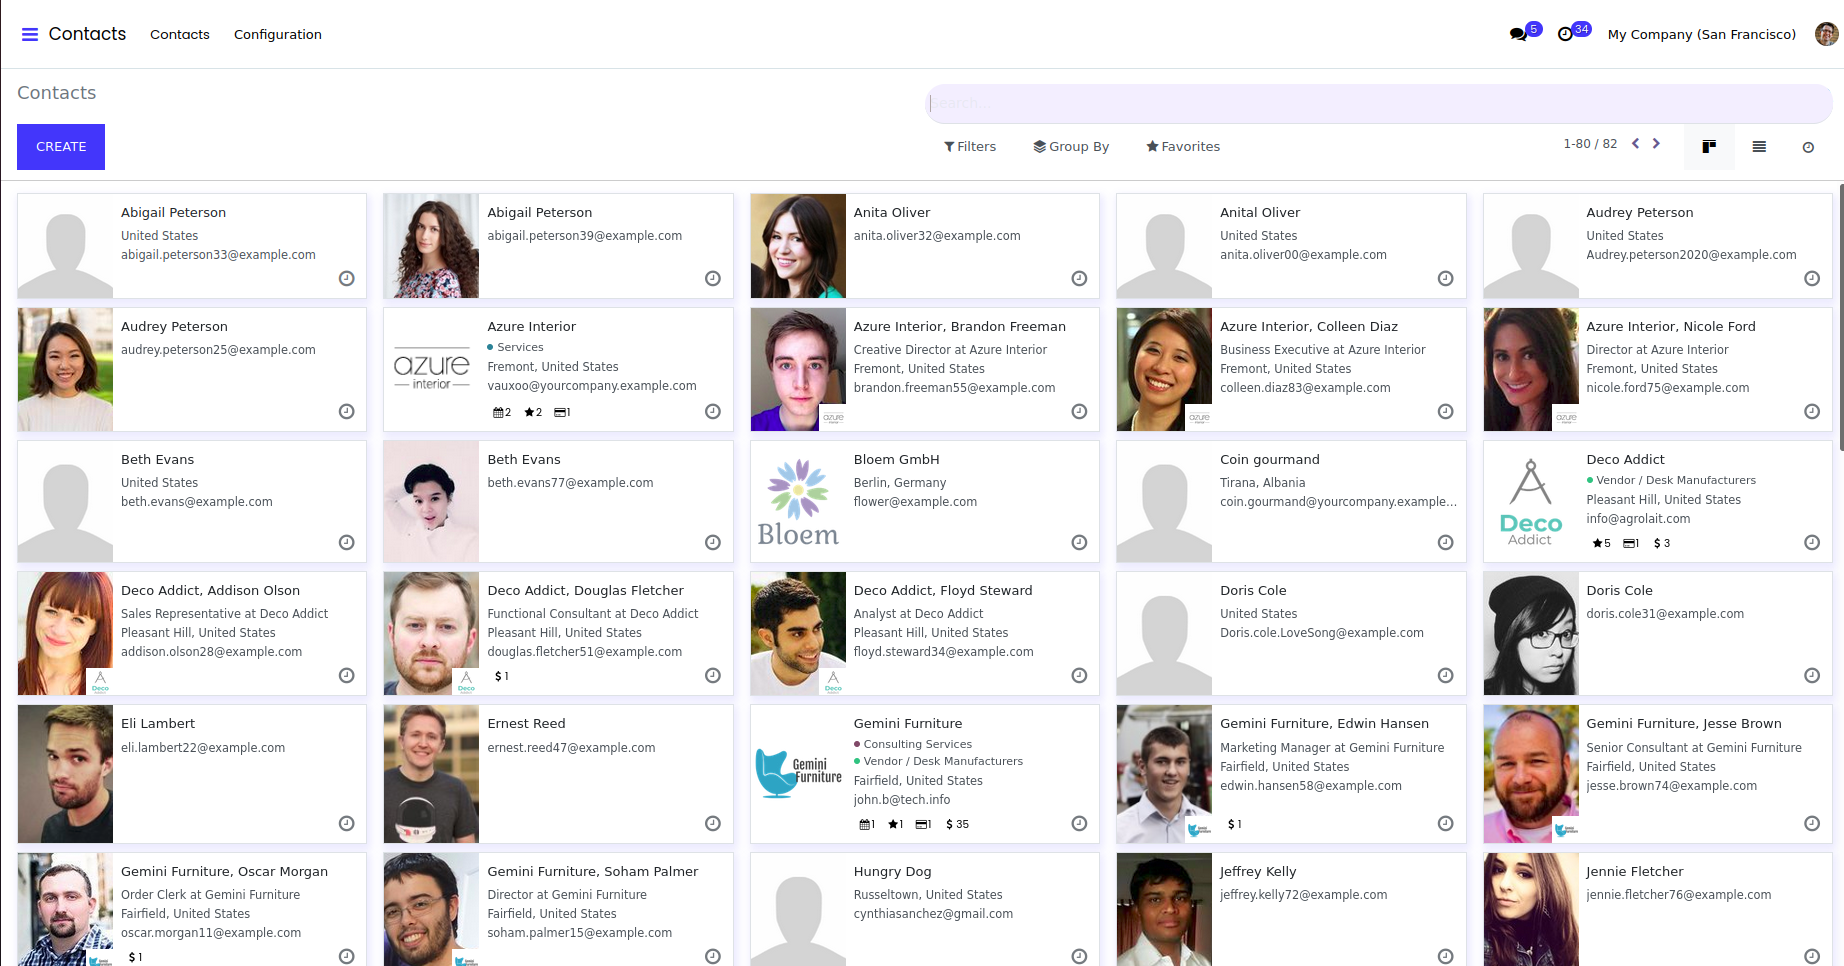 Contacts Contacts Configuration 5 34 My Company (San Francisco)
Contacts
Search...
CREATE
Filters Group By Favorites 1-80 / 82
Abigail Peterson
United States
abigail.peterson33@example.com
Abigail Peterson
abigail.peterson39@example.com
Anita Oliver
anita.oliver32@example.com
Anital Oliver
United States
anita.oliver00@example.com
Audrey Peterson
United States
Audrey.peterson2020@example.com
Audrey Peterson
audrey.peterson25@example.com
azure
interior
Azure Interior
Services
Fremont, United States
vauxoo@yourcompany.example.com
2 2 1
Azure Interior, Brandon Freeman
Creative Director at Azure Interior
Fremont, United States
brandon.freeman55@example.com
azure
Azure Interior, Colleen Diaz
Business Executive at Azure Interior
Fremont, United States
colleen.diaz83@example.com
azure
Azure Interior, Nicole Ford
Director at Azure Interior
Fremont, United States
nicole.ford75@example.com
azure
Beth Evans
United States
beth.evans@example.com
Beth Evans
beth.evans77@example.com
Bloem
Bloem GmbH
Berlin, Germany
flower@example.com
Coin gourmand
Tirana, Albania
coin.gourmand@yourcompany.example...
Deco
Addict
Deco Addict
Vendor / Desk Manufacturers
Pleasant Hill, United States
info@agrolait.com
5 1 $ 3
Deco Addict, Addison Olson
Sales Representative at Deco Addict
Pleasant Hill, United States
addison.olson28@example.com
Deco
Deco Addict, Douglas Fletcher
Functional Consultant at Deco Addict
Pleasant Hill, United States
douglas.fletcher51@example.com
$ 1
Deco
Deco Addict, Floyd Steward
Analyst at Deco Addict
Pleasant Hill, United States
floyd.steward34@example.com
Deco
Doris Cole
United States
Doris.cole.LoveSong@example.com
Doris Cole
doris.cole31@example.com
Eli Lambert
eli.lambert22@example.com
Ernest Reed
ernest.reed47@example.com
Gemini
Furniture
Gemini Furniture
Consulting Services
Vendor / Desk Manufacturers
Fairfield, United States
john.b@tech.info
1 1 1 $ 35
Gemini Furniture, Edwin Hansen
Marketing Manager at Gemini Furniture
Fairfield, United States
edwin.hansen58@example.com
$ 1
Gemini Furniture, Jesse Brown
Senior Consultant at Gemini Furniture
Fairfield, United States
jesse.brown74@example.com
Gemini Furniture, Oscar Morgan
Order Clerk at Gemini Furniture
Fairfield, United States
oscar.morgan11@example.com
$ 1
Gemini Furniture, Soham Palmer
Director at Gemini Furniture
Fairfield, United States
soham.palmer15@example.com
Hungry Dog
Russeltown, United States
cynthiasanchez@gmail.com
Jeffrey Kelly
jeffrey.kelly72@example.com
Jennie Fletcher
jennie.fletcher76@example.com